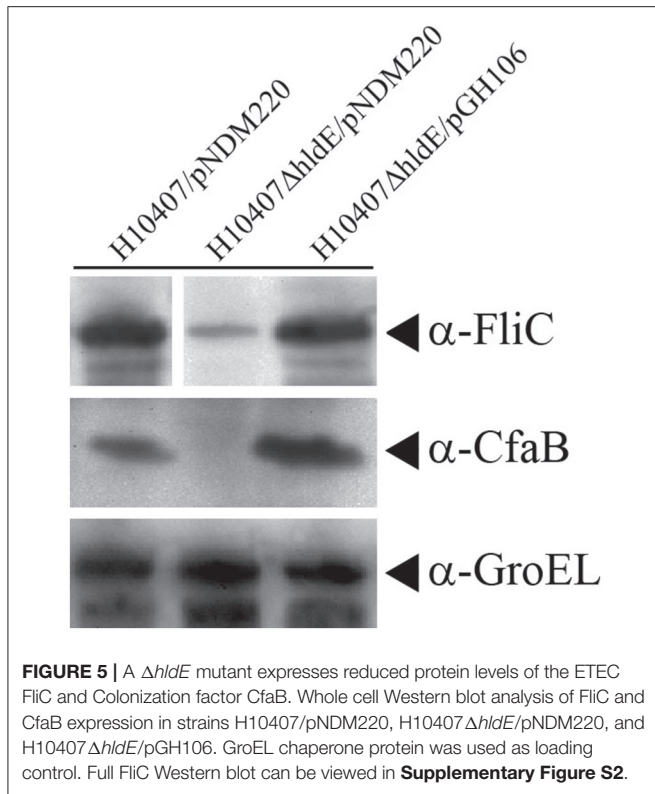 H10407/pNDM220
H10407ΔhldE/pNDM220
H10407ΔhldE/pGH106
α-FliC
α-CfaB
α-GroEL
FIGURE 5 | A ΔhldE mutant expresses reduced protein levels of the ETEC
FliC and Colonization factor CfaB. Whole cell Western blot analysis of FliC and
CfaB expression in strains H10407/pNDM220, H10407ΔhldE/pNDM220, and
H10407ΔhldE/pGH106. GroEL chaperone protein was used as loading
control. Full FliC Western blot can be viewed in Supplementary Figure S2.